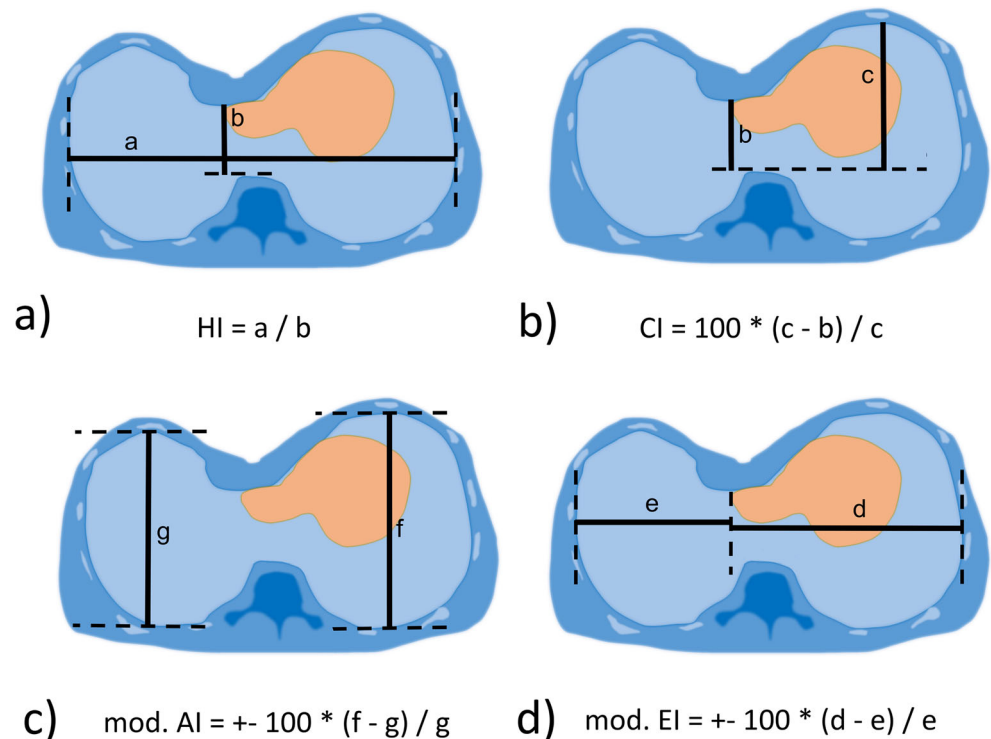 a
b
a)
HI = a / b
c
b
b)
CI = 100 * (c - b) / c
g
f
c)
mod. AI = +- 100 * (f - g) / g
e
d
d)
mod. EI = +- 100 * (d - e) / e